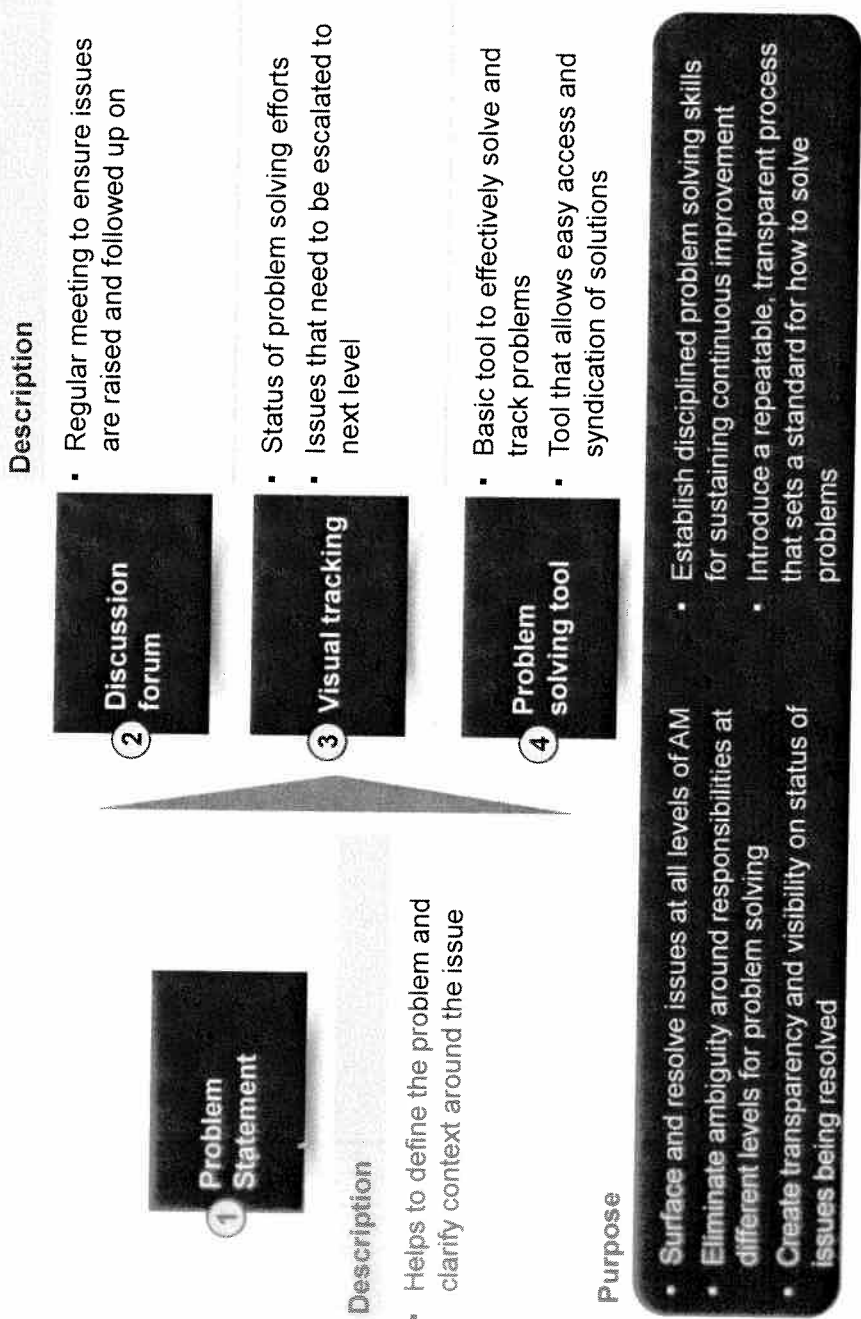 1
Problem
Statement
Description
Helps to define the problem and
clarify context around the issue
Description
2
Discussion
forum
▪ Regular meeting to ensure issues
are raised and followed up on
3
Visual tracking
▪ Status of problem solving efforts
▪ Issues that need to be escalated to
next level
4
Problem
solving tool
▪ Basic tool to effectively solve and
track problems
▪ Tool that allows easy access and
syndication of solutions
Purpose
▪ Surface and resolve issues at all levels of AM
▪ Eliminate ambiguity around responsibilities at
different levels for problem solving
▪ Create transparency and visibility on status of
issues being resolved
▪ Establish disciplined problem solving skills
for sustaining continuous improvement
▪ Introduce a repeatable, transparent process
that sets a standard for how to solve
problems